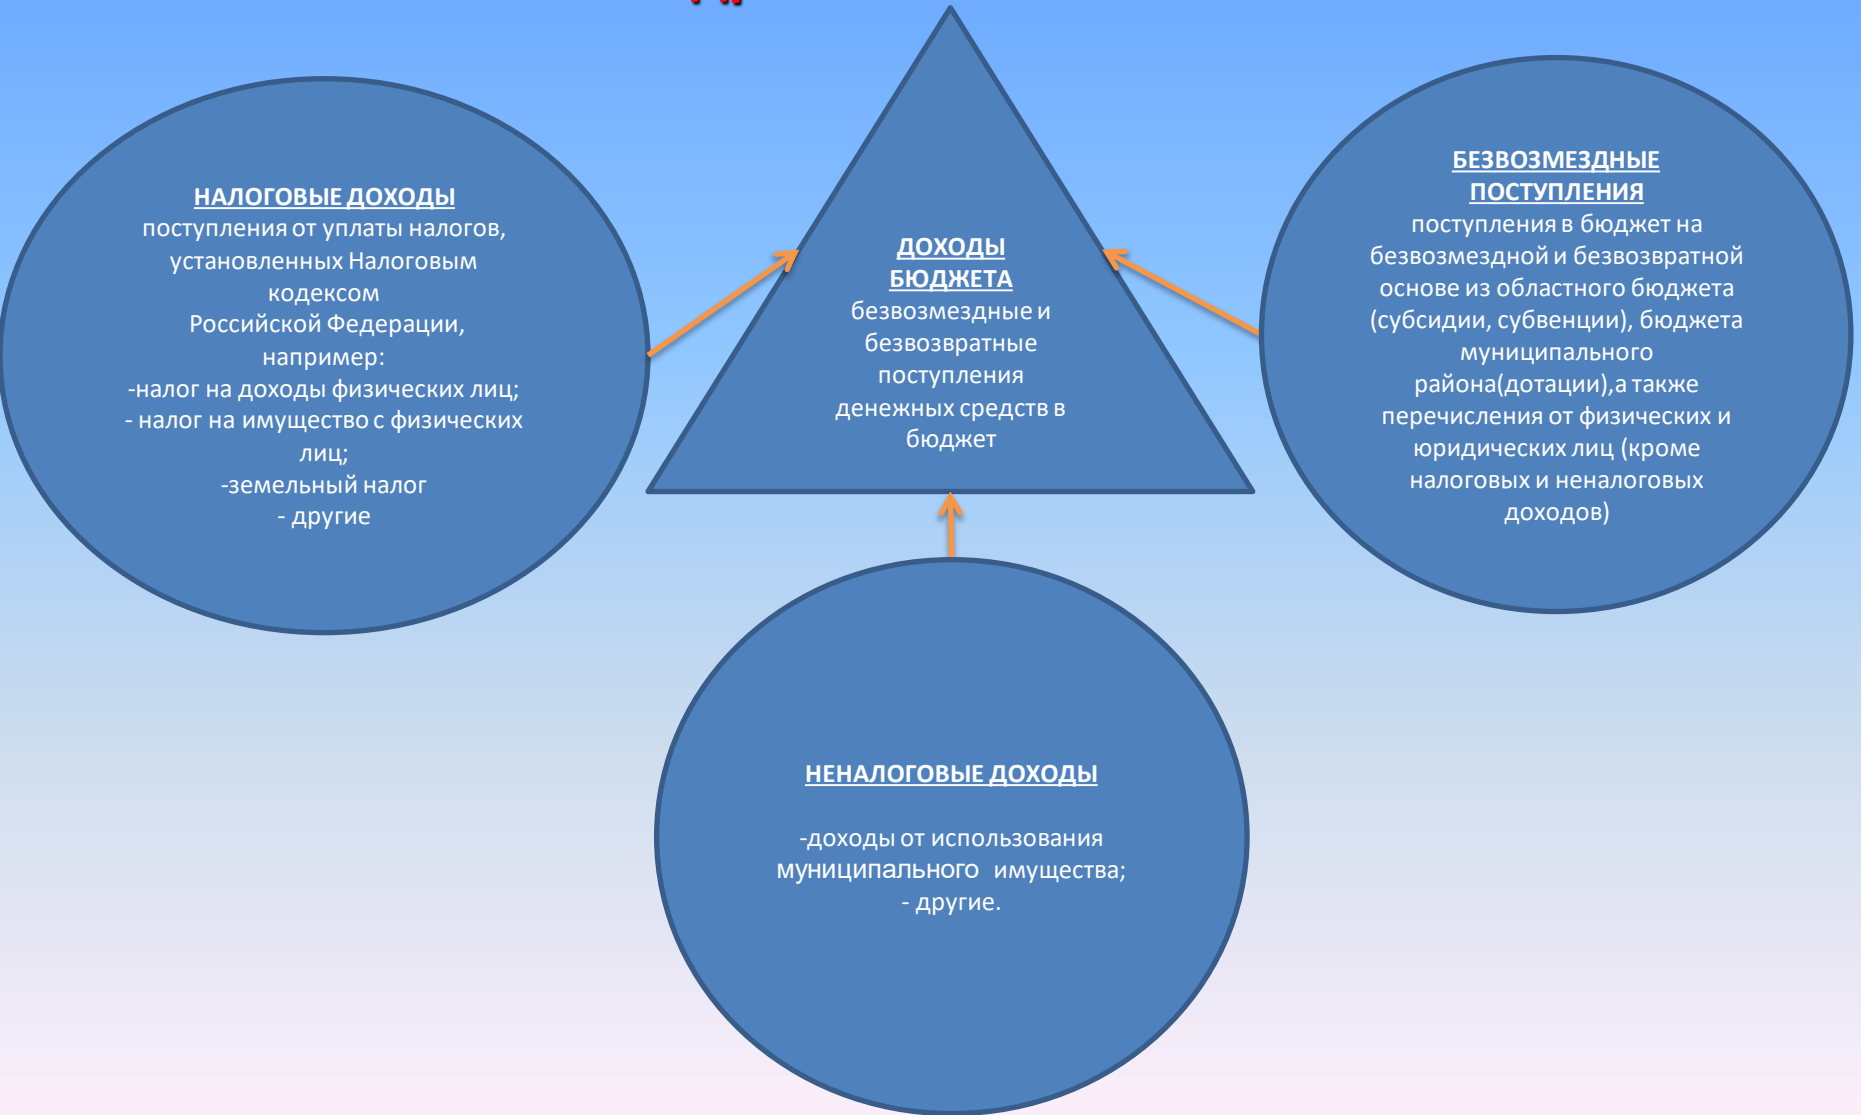 НАЛОГОВЫЕ ДОХОДЫ
поступления от уплаты налогов,
установленных Налоговым
кодексом
Российской Федерации,
например:
-налог на доходы физических лиц;
- налог на имущество с физических
лиц;
-земельный налог
- другие
ДОХОДЫ
БЮДЖЕТА
безвозмездные и
безвозвратные
поступления
денежных средств в
бюджет
БЕЗВОЗМЕЗДНЫЕ
ПОСТУПЛЕНИЯ
поступления в бюджет на
безвозмездной и безвозвратной
основе из областного бюджета
(субсидии, субвенции), бюджета
муниципального
района(дотации),а также
перечисления от физических и
юридических лиц (кроме
налоговых и неналоговых
доходов)
НЕНАЛОГОВЫЕ ДОХОДЫ
-доходы от использования
муниципального имущества;
- другие.